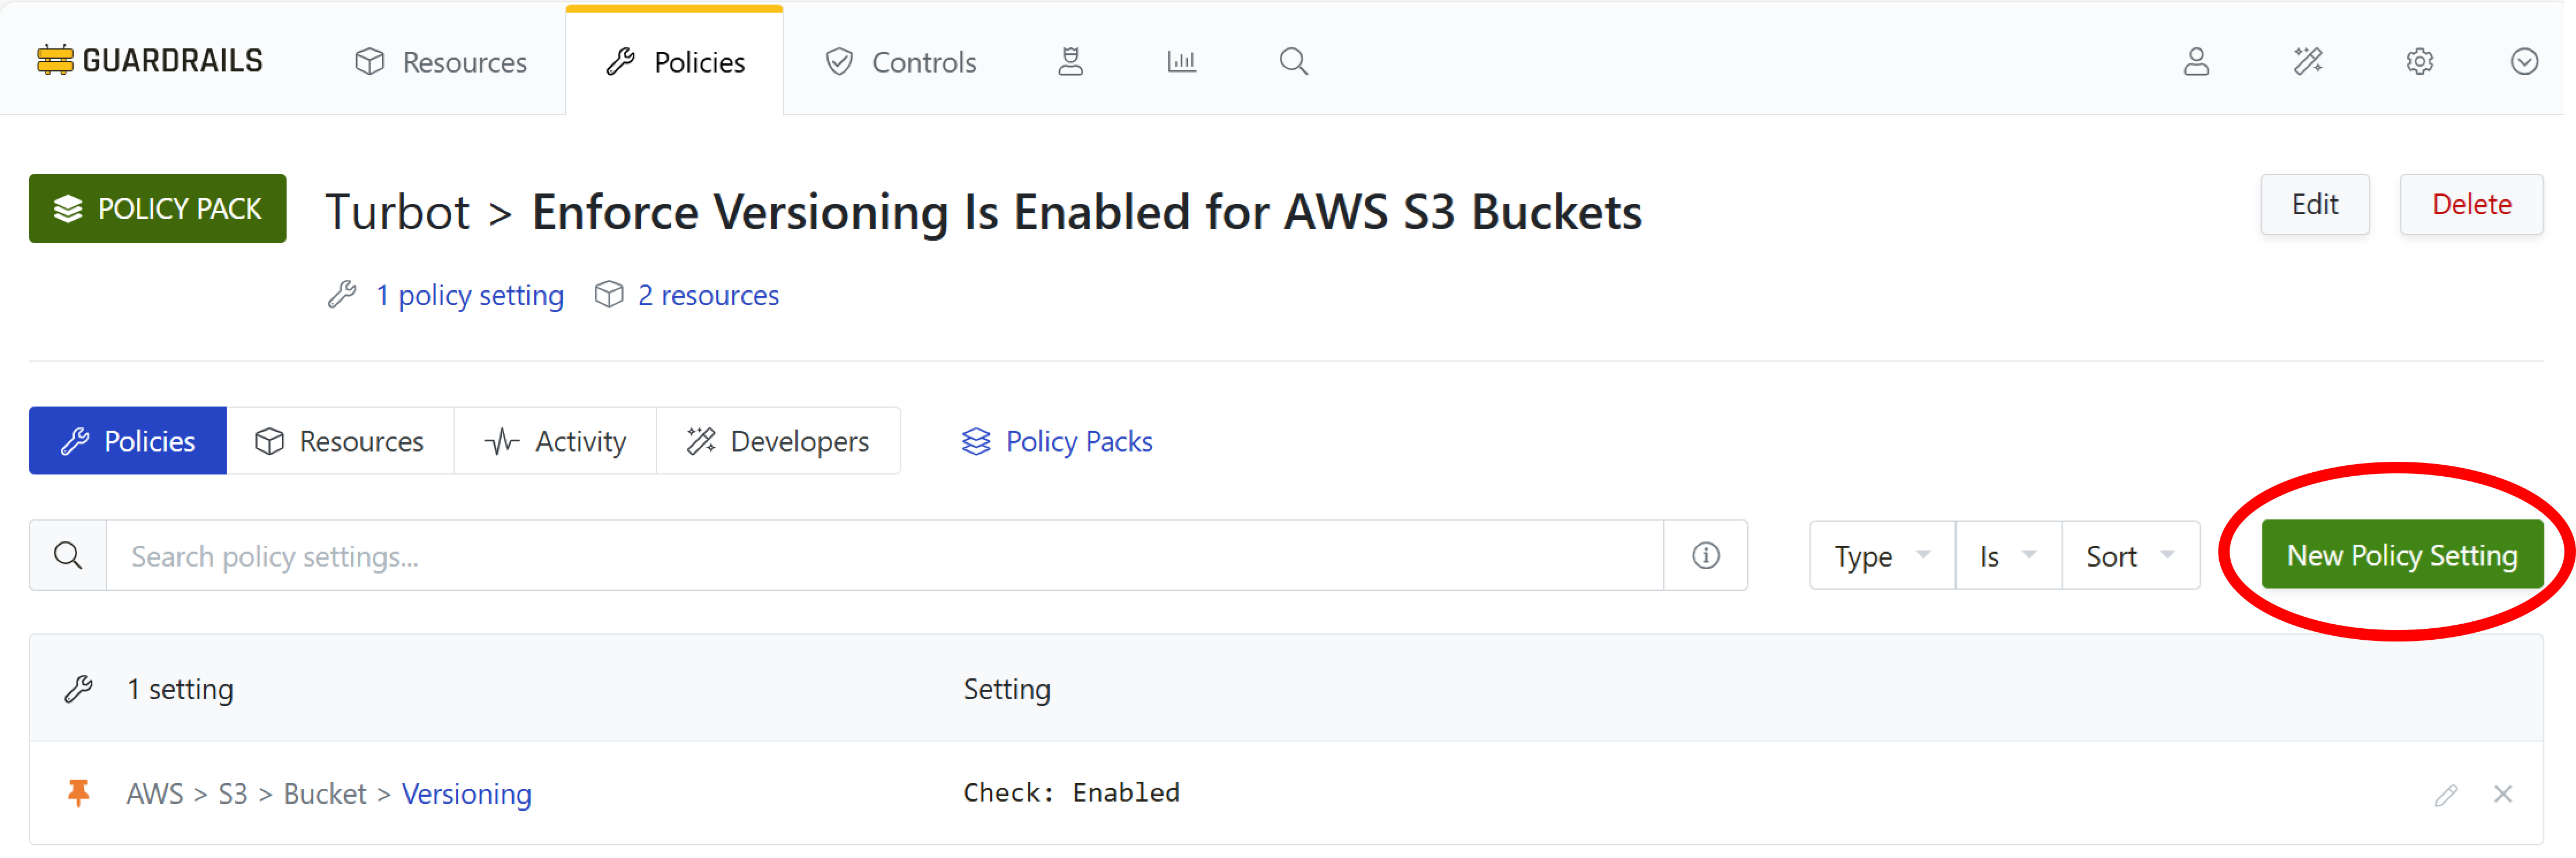 GUARDRAILS Resources Policies Controls
POLICY PACK Turbot > Enforce Versioning Is Enabled for AWS S3 Buckets Edit Delete
1 policy setting 2 resources
Policies Resources Activity Developers Policy Packs
Search policy settings... Type Is Sort New Policy Setting
1 setting Setting
AWS > S3 > Bucket > Versioning Check: Enabled